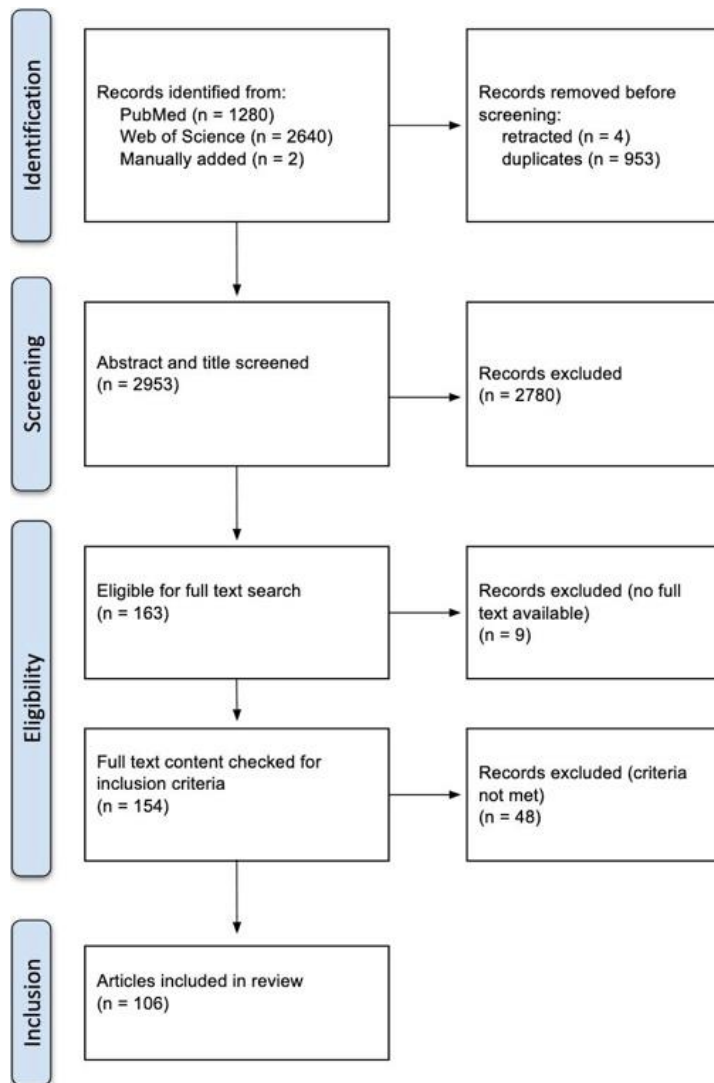 Identification
Records identified from:
PubMed (n = 1280)
Web of Science (n = 2640)
Manually added (n = 2)
Records removed before
screening:
retracted (n = 4)
duplicates (n = 953)
Screening
Abstract and title screened
(n = 2953)
Records excluded
(n = 2780)
Eligibility
Eligible for full text search
(n = 163)
Records excluded (no full
text available)
(n = 9)
Full text content checked for
inclusion criteria
(n = 154)
Records excluded (criteria
not met)
(n = 48)
Inclusion
Articles included in review
(n = 106)